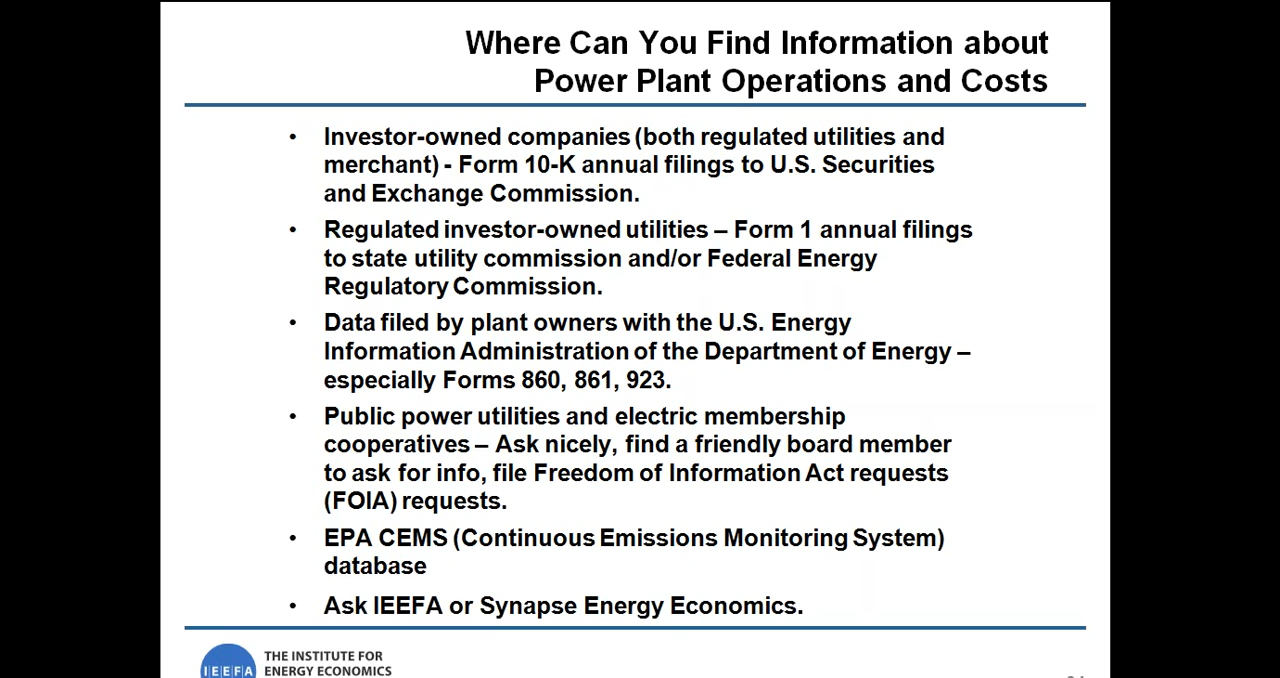 Where Can You Find Information about
Power Plant Operations and Costs
• Investor-owned companies (both regulated utilities and
merchant) - Form 10-K annual filings to U.S. Securities
and Exchange Commission.
• Regulated investor-owned utilities – Form 1 annual filings
to state utility commission and/or Federal Energy
Regulatory Commission.
• Data filed by plant owners with the U.S. Energy
Information Administration of the Department of Energy –
especially Forms 860, 861, 923.
• Public power utilities and electric membership
cooperatives – Ask nicely, find a friendly board member
to ask for info, file Freedom of Information Act requests
(FOIA) requests.
• EPA CEMS (Continuous Emissions Monitoring System)
database
• Ask IEEFA or Synapse Energy Economics.
IEEFA
THE INSTITUTE FOR
ENERGY ECONOMICS